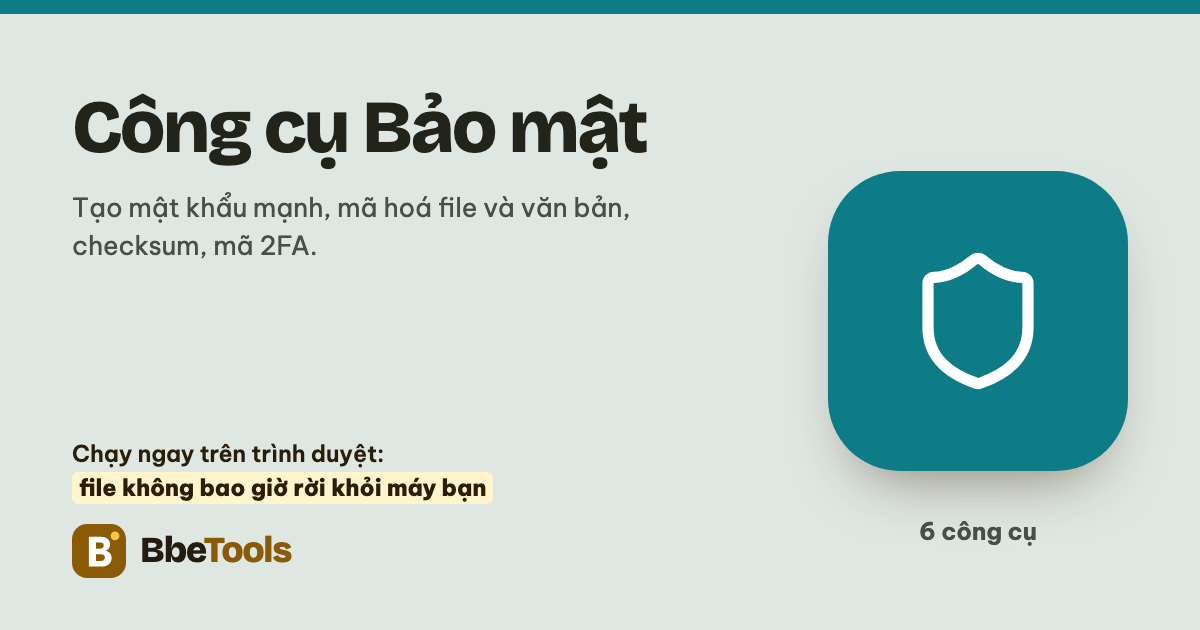 Công cụ Bảo mật
Tạo mật khẩu mạnh, mã hoá file và văn bản,
checksum, mã 2FA.
Chạy ngay trên trình duyệt:
file không bao giờ rời khỏi máy bạn
B BbeTools
6 công cụ